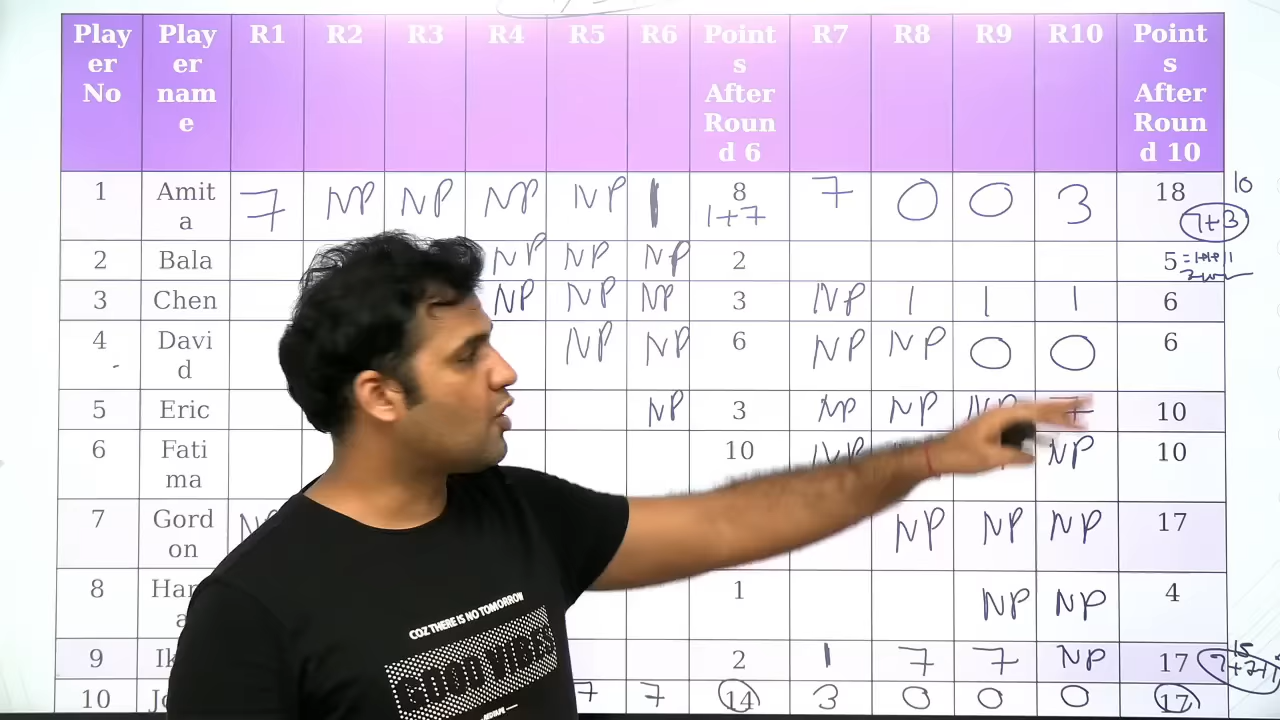 Play er No Play er nam e R1 R2 R3 R4 R5 R6 Point s After Roun d 6 R7 R8 R9 R10 Point s After Roun d 10
1 Amit a 7 NP NP NP NP 1 8 1+7 7 0 0 3 18 10 7+3
2 Bala NP NP NP 2 5
3 Chen NP NP NP 3 NP 1 1 1 6
4 Davi d NP NP 6 NP NP 0 0 6
5 Eric NP 3 NP NP NP 7 10
6 Fati ma 10 NP NP 10
7 Gord on NP NP NP 17
8 1 NP NP 4
9 2 1 7 7 NP 17 15
10 7 7 14 3 0 0 0 17
COZ THERE IS NO TOMORROW
GOOD VIBES